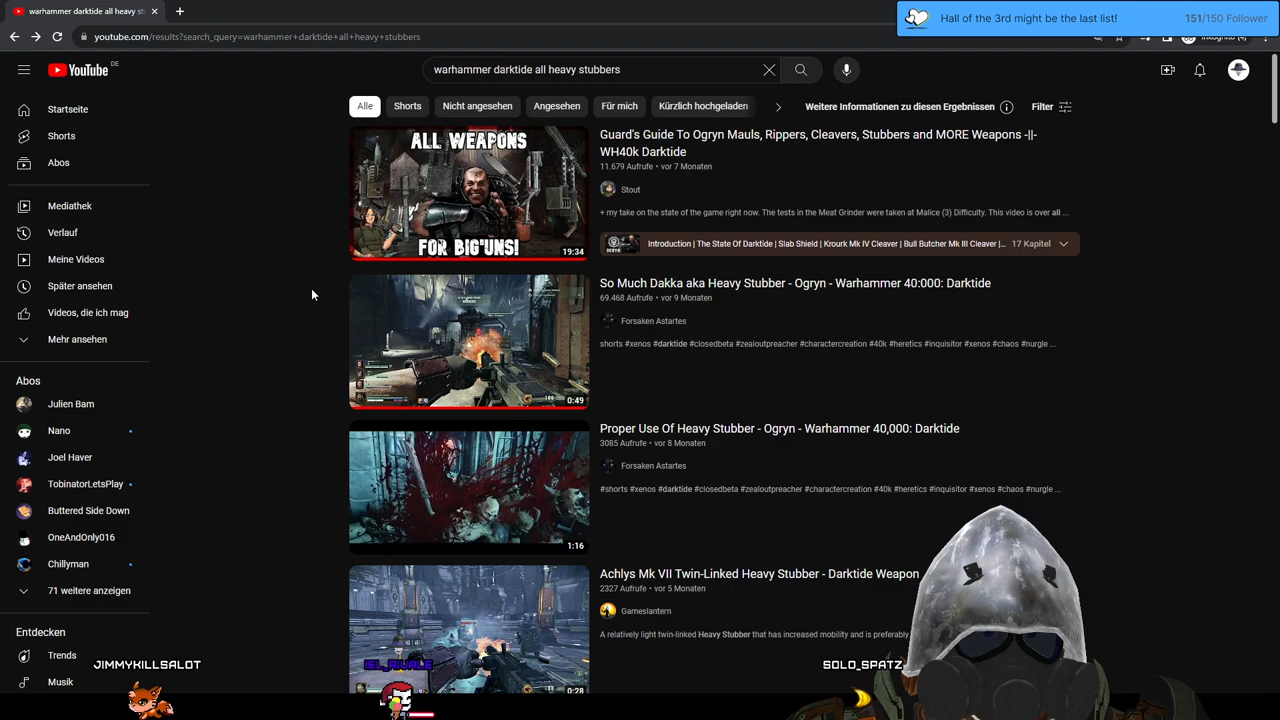 warhammer darktide all heavy st
Hall of the 3rd might be the last list!
151/150 Follower
youtube.com/results?search_query=warhammer+darktide+all+heavy+stubbers
YouTube DE
warhammer darktide all heavy stubbers
Startseite
Shorts
Abos
Mediathek
Verlauf
Meine Videos
Später ansehen
Videos, die ich mag
Mehr ansehen
Abos
Julien Bam
Nano
Joel Haver
TobinatorLetsPlay
Buttered Side Down
OneAndOnly016
Chillyman
71 weitere anzeigen
Entdecken
Trends
Musik
Alle
Shorts
Nicht angesehen
Angesehen
Für mich
Kürzlich hochgeladen
Weitere Informationen zu diesen Ergebnissen
Filter
ALL WEAPONS
FOR BIG'UNS!
19:34
Guard's Guide To Ogryn Mauls, Rippers, Cleavers, Stubbers and MORE Weapons -||-
WH40k Darktide
11.679 Aufrufe • vor 7 Monaten
Stout
+ my take on the state of the game right now. The tests in the Meat Grinder were taken at Malice (3) Difficulty. This video is over all ...
Introduction | The State Of Darktide | Slab Shield | Krourk Mk IV Cleaver | Bull Butcher Mk III Cleaver |...
17 Kapitel
0:49
So Much Dakka aka Heavy Stubber - Ogryn - Warhammer 40:000: Darktide
69.468 Aufrufe • vor 9 Monaten
Forsaken Astartes
shorts #xenos #darktide #closedbeta #zealoutpreacher #charactercreation #40k #heretics #inquisitor #xenos #chaos #nurgle ...
1:16
Proper Use Of Heavy Stubber - Ogryn - Warhammer 40,000: Darktide
3085 Aufrufe • vor 8 Monaten
Forsaken Astartes
#shorts #xenos #darktide #closedbeta #zealoutpreacher #charactercreation #40k #heretics #inquisitor #xenos #chaos #nurgle ...
0:28
Achlys Mk VII Twin-Linked Heavy Stubber - Darktide Weapon
2327 Aufrufe • vor 5 Monaten
Gameslantern
A relatively light twin-linked Heavy Stubber that has increased mobility and is preferably
JIMMYKILLSALOT
IEL_RIVALE
SOLO_SPATZ